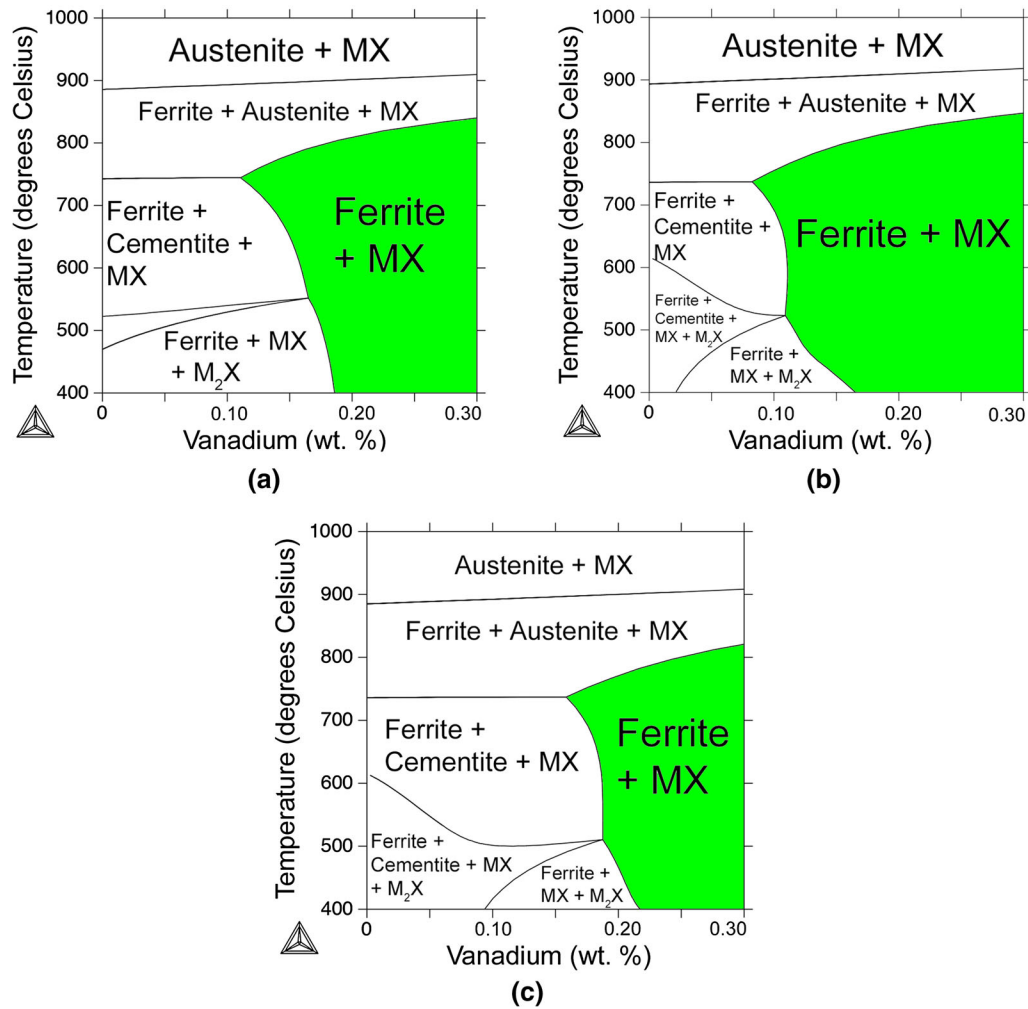 Temperature (degrees Celsius)
1000
900
800
700
600
500
400
Austenite + MX
Ferrite + Austenite + MX
Ferrite +
Cementite +
MX
Ferrite
+ MX
Ferrite + MX
+ M₂X
0
0.10
0.20
0.30
Vanadium (wt. %)
(a)
Temperature (degrees Celsius)
1000
900
800
700
600
500
400
Austenite + MX
Ferrite + Austenite + MX
Ferrite +
Cementite +
MX
Ferrite + MX
Ferrite +
Cementite +
MX + M₂X
Ferrite +
MX + M₂X
0
0.10
0.20
0.30
Vanadium (wt. %)
(b)
Temperature (degrees Celsius)
1000
900
800
700
600
500
400
Austenite + MX
Ferrite + Austenite + MX
Ferrite +
Cementite + MX
Ferrite
+ MX
Ferrite +
Cementite + MX
+ M₂X
Ferrite +
MX + M₂X
0
0.10
0.20
0.30
Vanadium (wt. %)
(c)